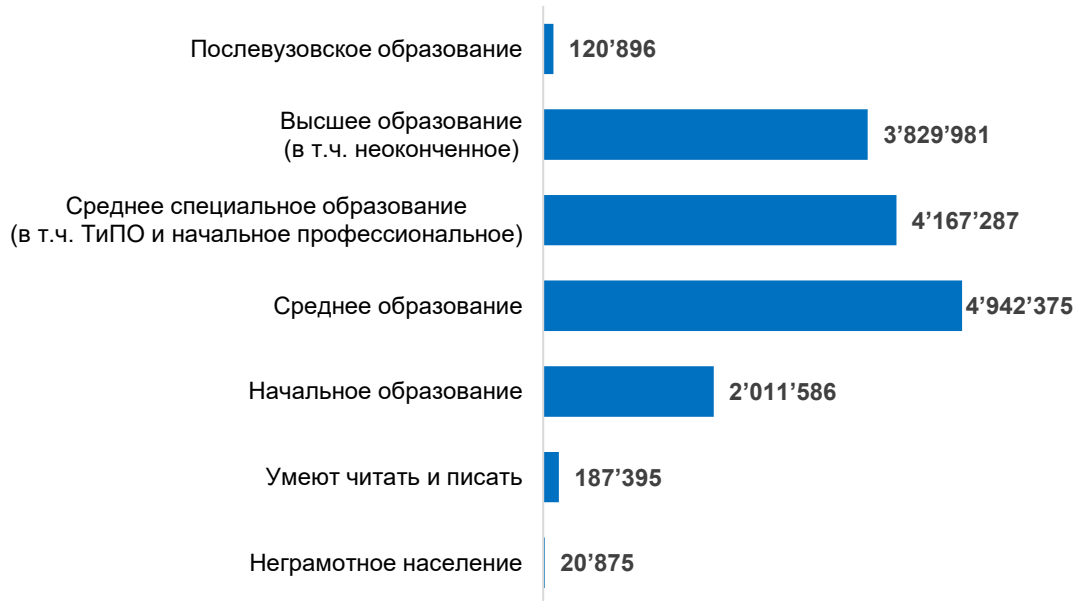 Послевузовское образование
120’896
Высшее образование
(в т.ч. неоконченное)
3’829’981
Среднее специальное образование
(в т.ч. ТиПО и начальное профессиональное)
4’167’287
Среднее образование
4’942’375
Начальное образование
2’011’586
Умеют читать и писать
187’395
Неграмотное население
20’875